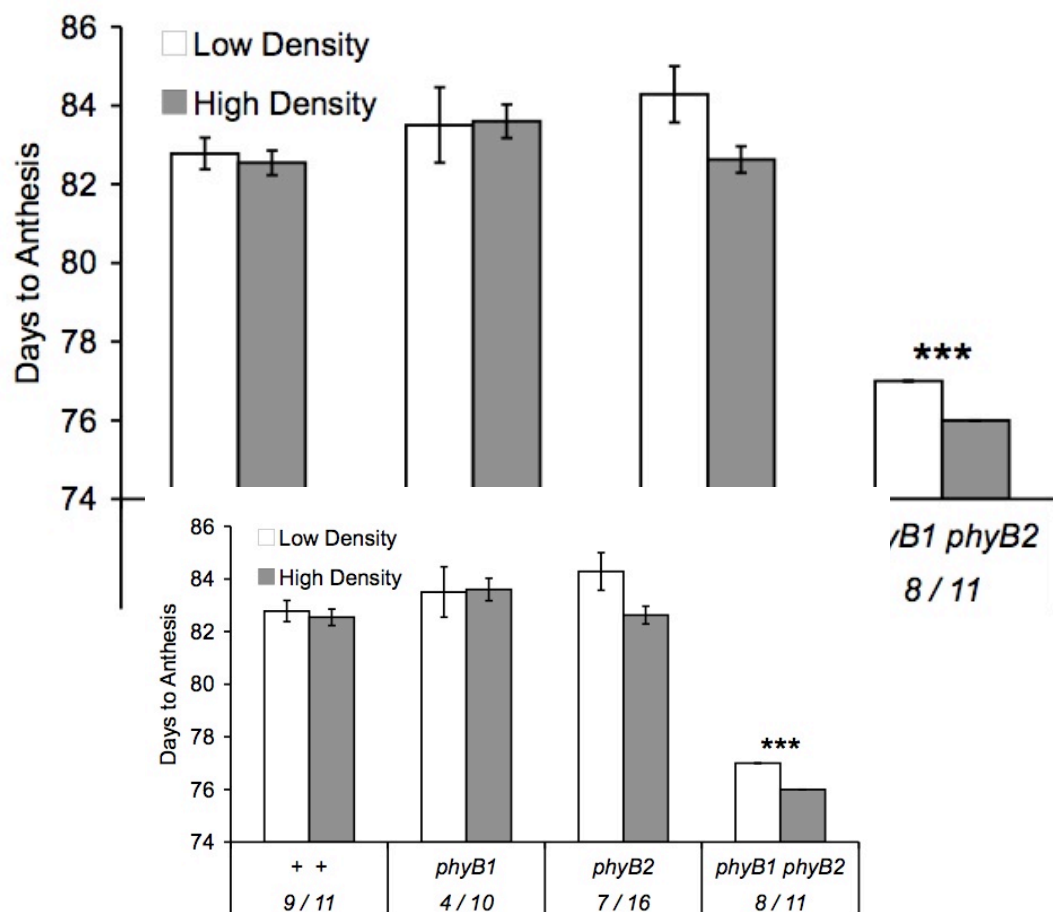 86
84
82
80
78
76
74
Days to Anthesis
Low Density
High Density
***
yB1 phyB2
8 / 11
86
84
82
80
78
76
74
Days to Anthesis
Low Density
High Density
***
+ + phyB1 phyB2 phyB1 phyB2
9 / 11 4 / 10 7 / 16 8 / 11